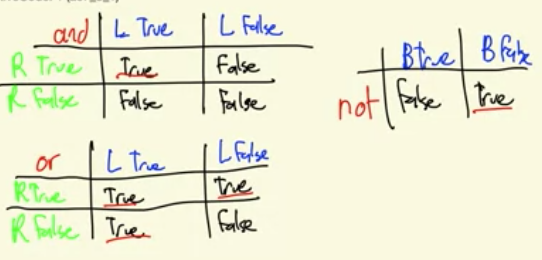 and L True L False
R True True False
R False False False
B true B false
not false true
or L true L False
R true True true
R False True False